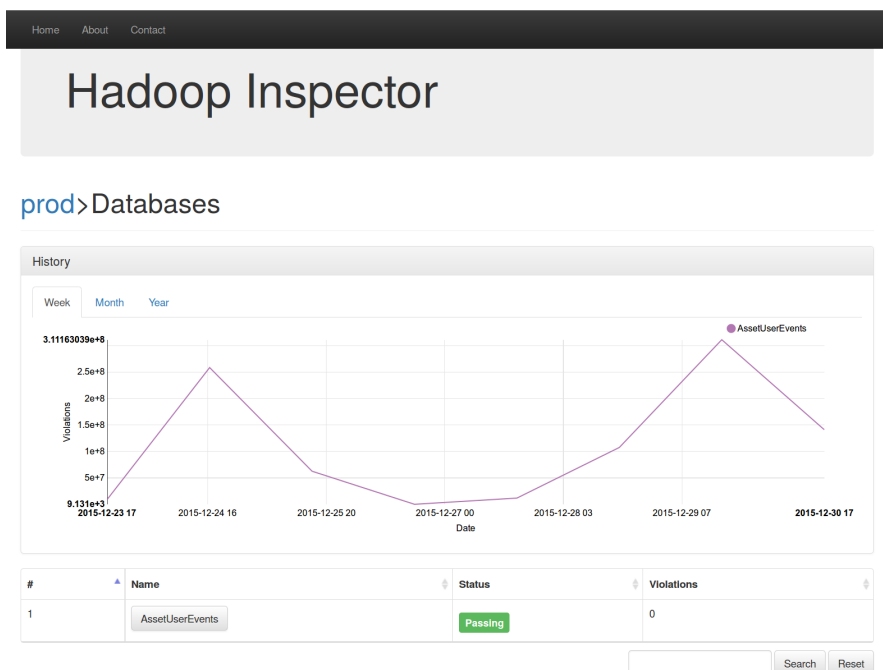 Home About Contact
Hadoop Inspector
prod>Databases
History
Week Month Year
AssetUserEvents
3.11163039e+8
2.5e+8
2e+8
1.5e+8
1e+8
5e+7
9.131e+3
Violations
2015-12-23 17 2015-12-24 16 2015-12-25 20 2015-12-27 00 2015-12-28 03 2015-12-29 07 2015-12-30 17
Date
# Name Status Violations
1 AssetUserEvents Passing 0
Search Reset